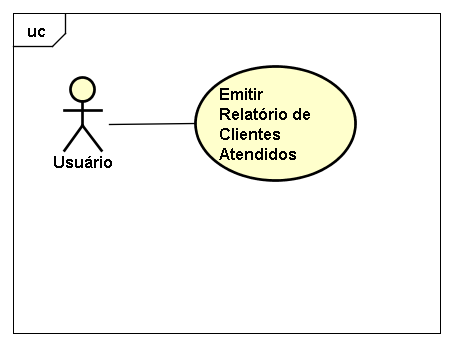 uc
Emitir
Relatório de
Clientes
Atendidos
Usuário